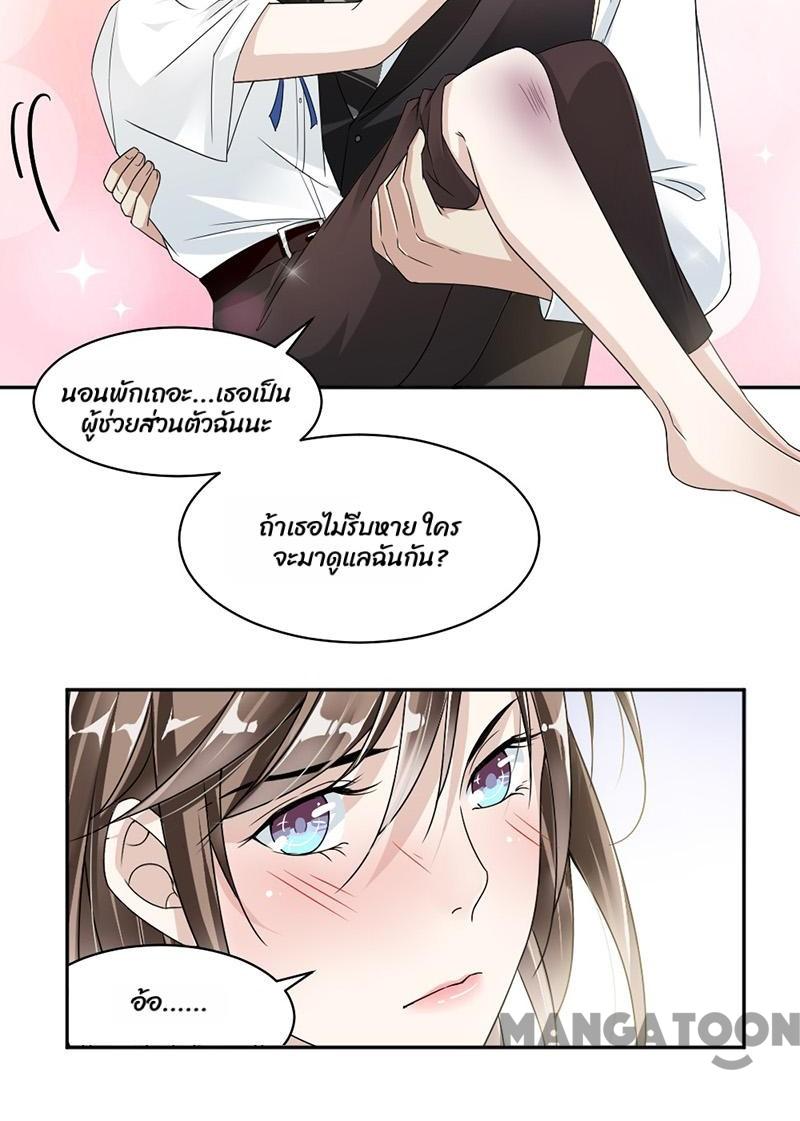 นอนพักเถอะ...เธอเป็น
ผู้ช่วยส่วนตัวฉันนะ
ถ้าเธอไม่รีบหาย ใคร
จะมาดูแลฉันกัน?
อ้อ......
MANGATOON